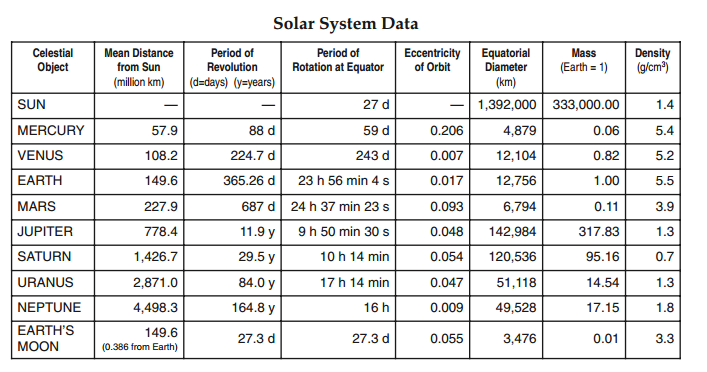 Solar System Data
Celestial Object | Mean Distance from Sun (million km) | Period of Revolution (d=days) (y=years) | Period of Rotation at Equator | Eccentricity of Orbit | Equatorial Diameter (km) | Mass (Earth = 1) | Density (g/cm³)
SUN — — 27 d — 1,392,000 333,000.00 1.4
MERCURY 57.9 88 d 59 d 0.206 4,879 0.06 5.4
VENUS 108.2 224.7 d 243 d 0.007 12,104 0.82 5.2
EARTH 149.6 365.26 d 23 h 56 min 4 s 0.017 12,756 1.00 5.5
MARS 227.9 687 d 24 h 37 min 23 s 0.093 6,794 0.11 3.9
JUPITER 778.4 11.9 y 9 h 50 min 30 s 0.048 142,984 317.83 1.3
SATURN 1,426.7 29.5 y 10 h 14 min 0.054 120,536 95.16 0.7
URANUS 2,871.0 84.0 y 17 h 14 min 0.047 51,118 14.54 1.3
NEPTUNE 4,498.3 164.8 y 16 h 0.009 49,528 17.15 1.8
EARTH'S MOON 149.6 (0.386 from Earth) 27.3 d 27.3 d 0.055 3,476 0.01 3.3